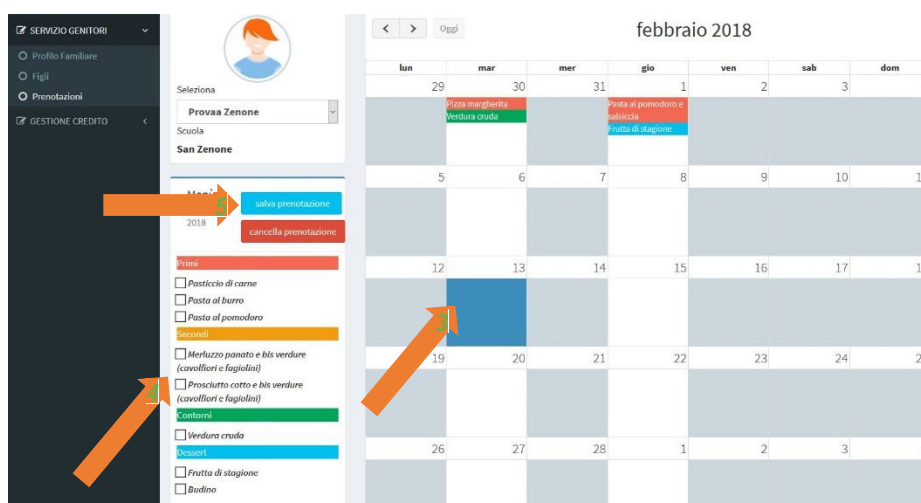 SERVIZIO GENITORI
Profilo Familiare
Figli
Prenotazioni
GESTIONE CREDITO
Seleziona
Provaa Zenone
Scuola
San Zenone
5
salva prenotazione
2018
cancella prenotazione
Primi
Pasticcio di carne
Pasta al burro
Pasta al pomodoro
Secondi
Merluzzo panato e bis verdure
(cavolfiori e fagiolini)
Prosciutto cotto e bis verdure
(cavolfiori e fagiolini)
4
Contorni
Verdura cruda
Dessert
Frutta di stagione
Budino
Oggi
febbraio 2018
lun mar mer gio ven sab dom
29 30 31 1 2 3
Pizza margherita
Verdura cruda
Pasta al pomodoro e
salsiccia
Frutta di stagione
5 6 7 8 9 10
12 13 14 15 16 17
3
19 20 21 22 23 24
26 27 28 1 2 3